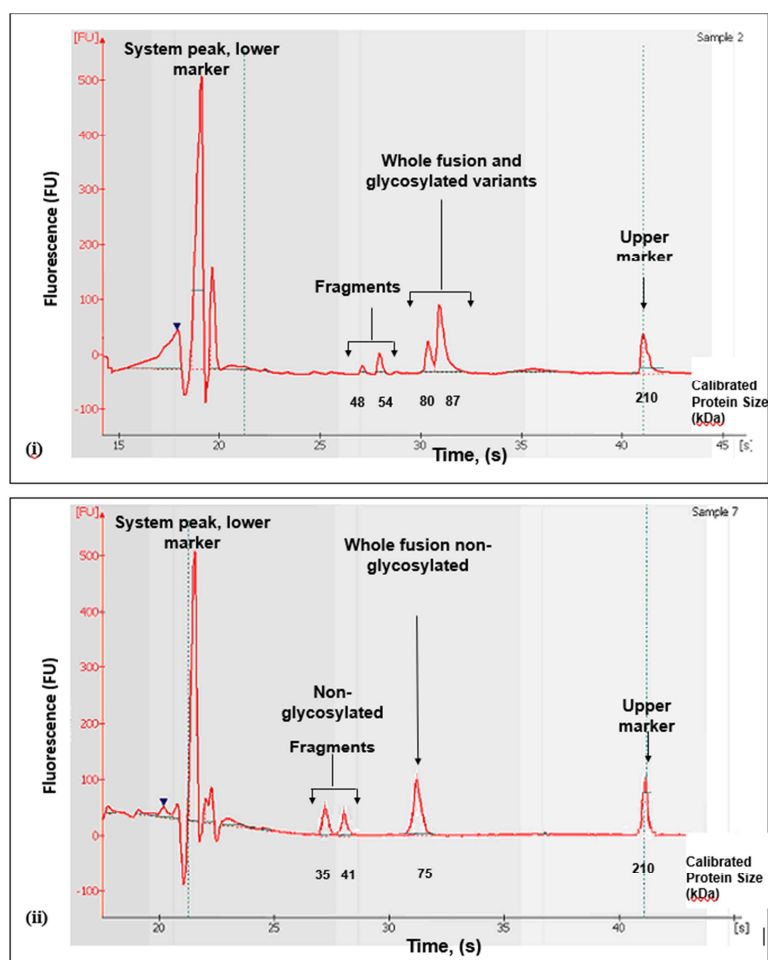 [FU]
Sample 2
System peak, lower
marker
500
400
300
200
100
0
-100
Fluorescence (FU)
Whole fusion and
glycosylated variants
Fragments
Upper
marker
48 54 80 87 210
Calibrated
Protein Size
(kDa)
15 20 25 30 35 40 45 [s]
Time, (s)
(i)
[FU]
Sample 7
System peak, lower
marker
500
400
300
200
100
0
-100
Fluorescence (FU)
Whole fusion non-
glycosylated
Non-
glycosylated
Fragments
Upper
marker
35 41 75 210
Calibrated
Protein Size
(kDa)
20 25 30 35 40 [s]
Time, (s)
(ii)